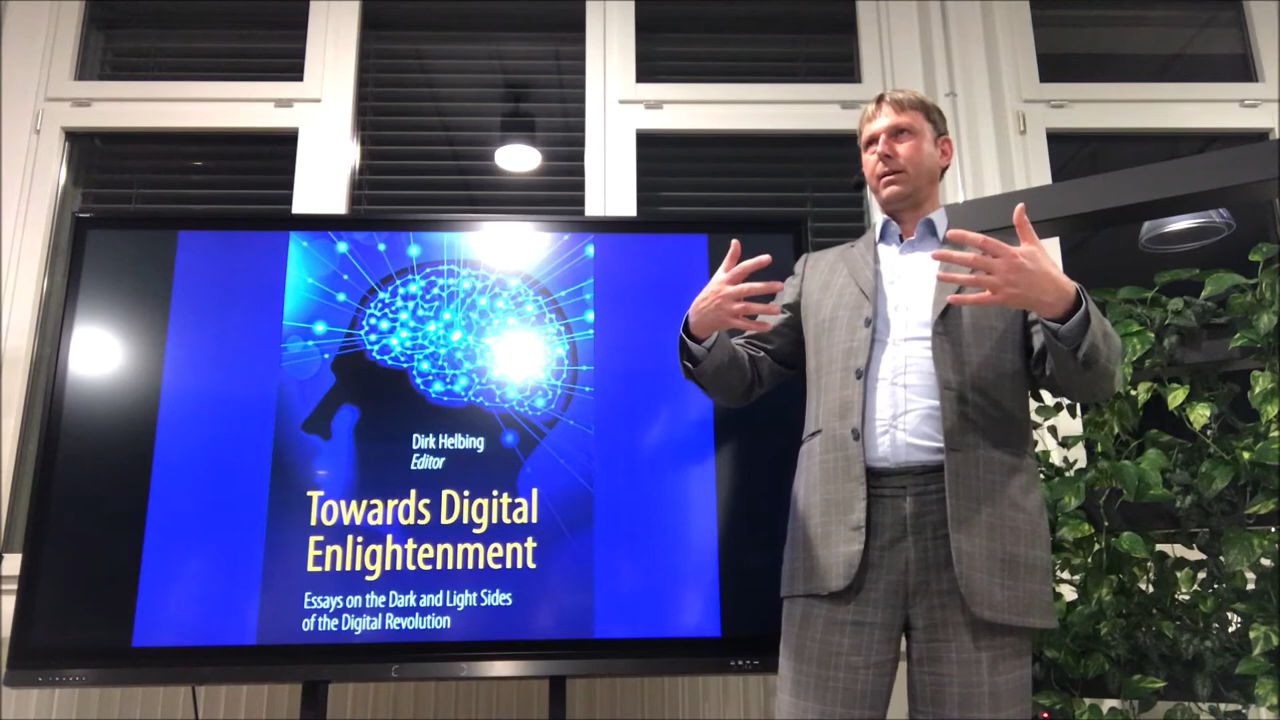 Dirk Helbing
Editor
Towards Digital
Enlightenment
Essays on the Dark and Light Sides
of the Digital Revolution